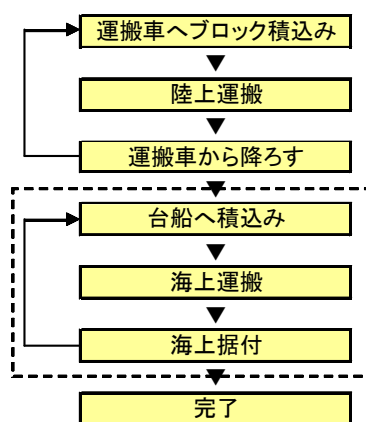 運搬車へブロック積込み
陸上運搬
運搬車から降ろす
台船へ積込み
海上運搬
海上据付
完了